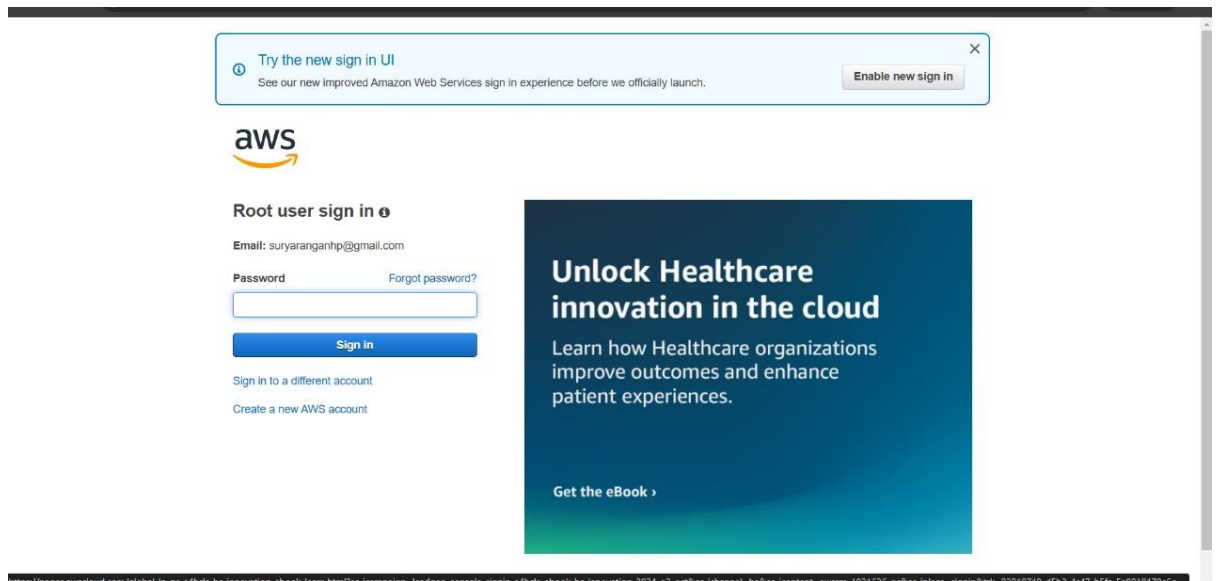 Try the new sign in UI
See our new improved Amazon Web Services sign in experience before we officially launch.
Enable new sign in
aws
Root user sign in
Email: suryaranganhp@gmail.com
Password
Forgot password?
Sign in
Sign in to a different account
Create a new AWS account
Unlock Healthcare
innovation in the cloud
Learn how Healthcare organizations
improve outcomes and enhance
patient experiences.
Get the eBook ›